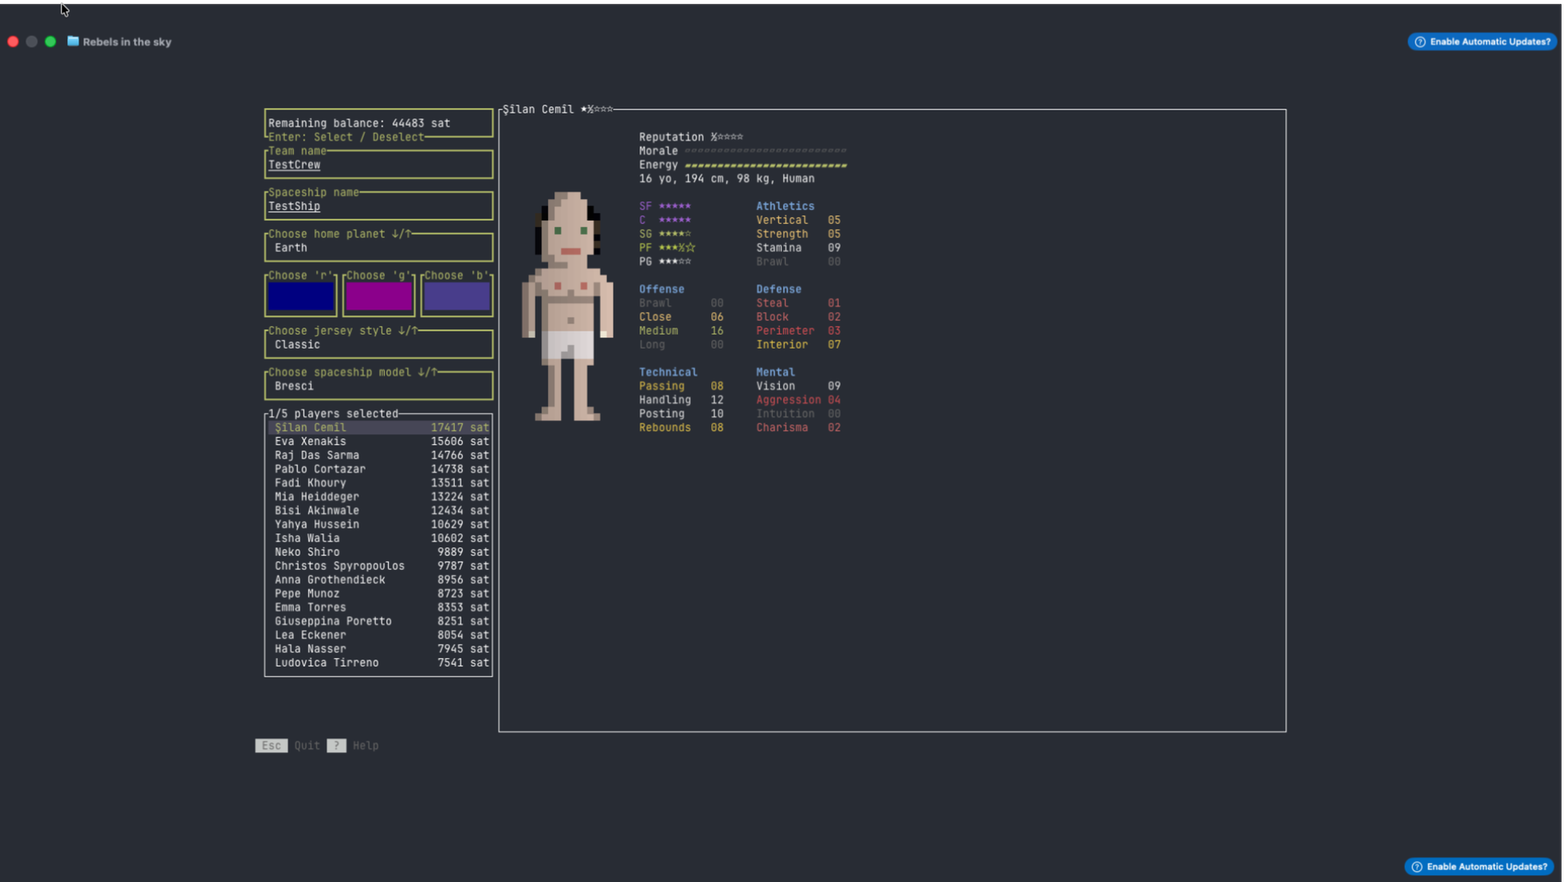 Rebels in the sky
Enable Automatic Updates?
Remaining balance: 44483 sat
Enter: Select / Deselect
Team name
TestCrew
Spaceship name
TestShip
Choose home planet ↓/↑
Earth
Choose 'r' Choose 'g' Choose 'b'
Choose jersey style ↓/↑
Classic
Choose spaceship model ↓/↑
Bresci
1/5 players selected
Şilan Cemîl 17417 sat
Eva Xenakis 15606 sat
Raj Das Sarma 14766 sat
Pablo Cortazar 14738 sat
Fadi Khoury 13511 sat
Mia Heiddeger 13224 sat
Bisi Akinwale 12434 sat
Yahya Hussein 10629 sat
Isha Walia 10602 sat
Neko Shiro 9889 sat
Christos Spyropoulos 9787 sat
Anna Grothendieck 8956 sat
Pepe Munoz 8723 sat
Emma Torres 8353 sat
Giuseppina Poretto 8251 sat
Lea Eckener 8054 sat
Hala Nasser 7945 sat
Ludovica Tirreno 7541 sat
Şilan Cemîl ★½☆☆☆
Reputation ½☆☆☆☆
Morale
Energy
16 yo, 194 cm, 98 kg, Human
SF ★★★★★
C ★★★★★
SG ★★★★☆
PF ★★★½☆
PG ★★★☆☆
Athletics
Vertical 05
Strength 05
Stamina 09
Brawl 00
Offense
Brawl 00
Close 06
Medium 16
Long 00
Defense
Steal 01
Block 02
Perimeter 03
Interior 07
Technical
Passing 08
Handling 12
Posting 10
Rebounds 08
Mental
Vision 09
Aggression 04
Intuition 00
Charisma 02
Esc Quit ? Help
Enable Automatic Updates?